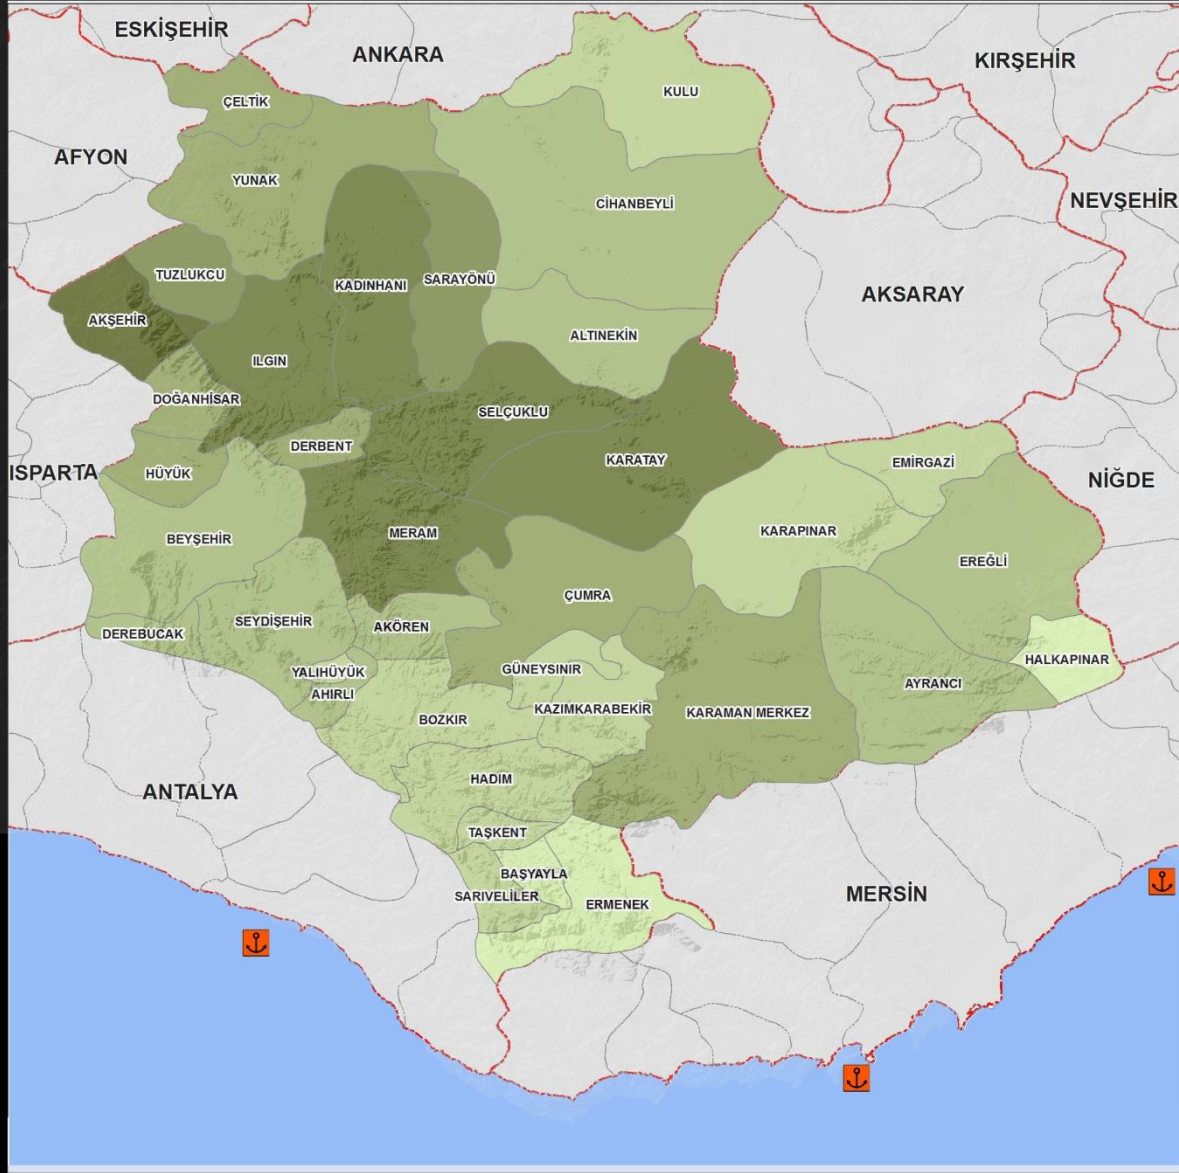 ESKİŞEHİR
ANKARA
KIRŞEHİR
KULU
ÇELTİK
AFYON
YUNAK
CİHANBEYLİ
NEVŞEHİR
TUZLUKCU
KADINHANI
SARAYÖNÜ
AKSARAY
AKŞEHİR
ALTINEKİN
ILGIN
DOĞANHİSAR
SELÇUKLU
DERBENT
KARATAY
EMİRGAZİ
ISPARTA
HÜYÜK
NİĞDE
BEYŞEHİR
MERAM
KARAPINAR
EREĞLİ
ÇUMRA
SEYDİŞEHİR
AKÖREN
DEREBUCAK
YALIHÜYÜK
GÜNEYSINIR
HALKAPINAR
AHIRLI
AYRANCI
BOZKIR
KAZIMKARABEKİR
KARAMAN MERKEZ
HADIM
ANTALYA
TAŞKENT
BAŞYAYLA
SARIVELİLER
ERMENEK
MERSİN